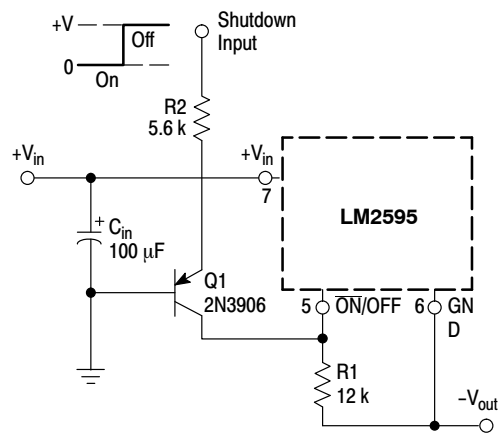 +V
Off
0
On
Shutdown
Input
R2
5.6 k
+Vin
+Vin
7
LM2595
+
Cin
100 μF
Q1
2N3906
5
ON/OFF
6
GN
D
R1
12 k
–Vout